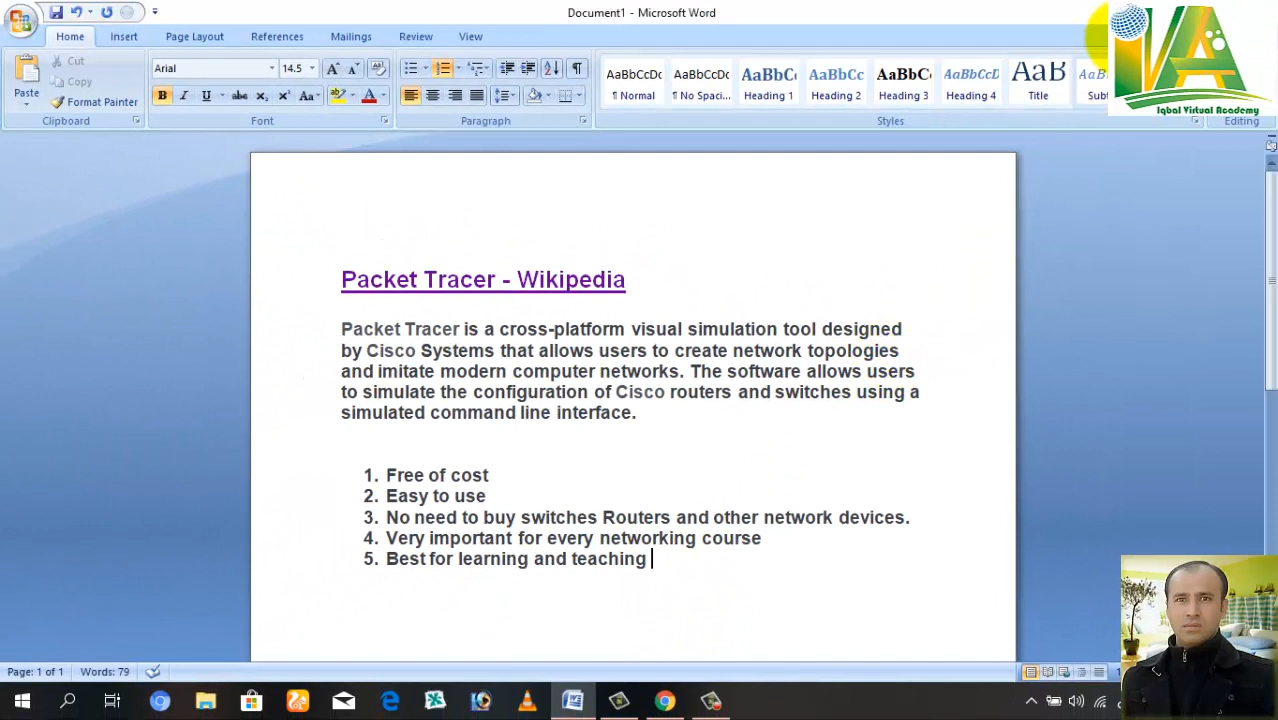 Document1 - Microsoft Word
Home Insert Page Layout References Mailings Review View
Cut
Copy
Paste
Format Painter
Arial 14.5
AaBbCcDc AaBbCcDc AaBbC AaBbCc AaBbC AaBbCcD AaB AaBb
¶ Normal ¶ No Spaci... Heading 1 Heading 2 Heading 3 Heading 4 Title Subt
Clipboard Font Paragraph Styles Editing
VA
Iqbal Virtual Academy
Packet Tracer - Wikipedia
Packet Tracer is a cross-platform visual simulation tool designed
by Cisco Systems that allows users to create network topologies
and imitate modern computer networks. The software allows users
to simulate the configuration of Cisco routers and switches using a
simulated command line interface.
1. Free of cost
2. Easy to use
3. No need to buy switches Routers and other network devices.
4. Very important for every networking course
5. Best for learning and teaching
Page: 1 of 1 Words: 79